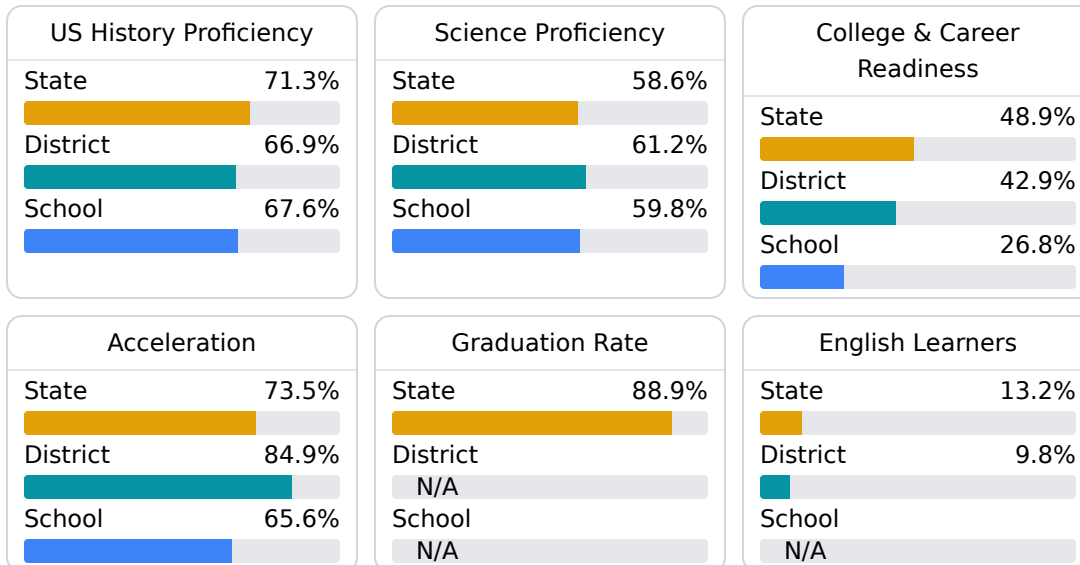 US History Proficiency
State 71.3%
District 66.9%
School 67.6%
Science Proficiency
State 58.6%
District 61.2%
School 59.8%
College & Career
Readiness
State 48.9%
District 42.9%
School 26.8%
Acceleration
State 73.5%
District 84.9%
School 65.6%
Graduation Rate
State 88.9%
District
N/A
School
N/A
English Learners
State 13.2%
District 9.8%
School
N/A